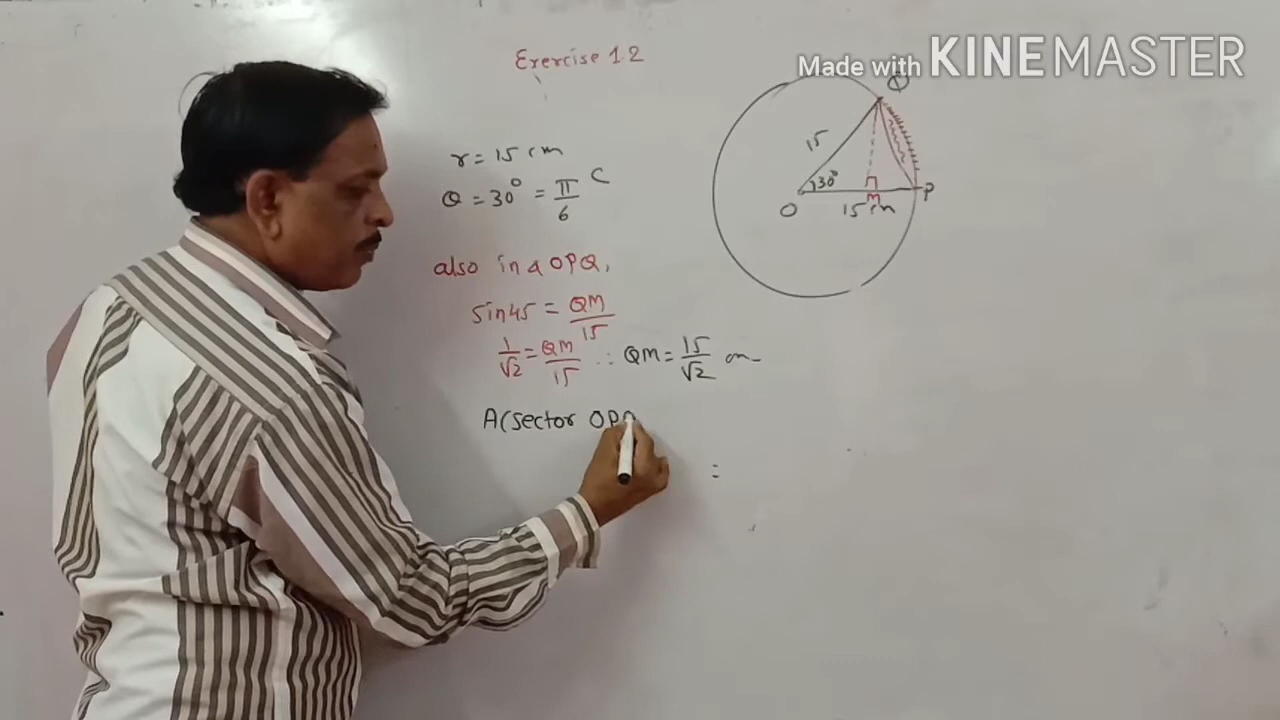 Exercise 1.2
Made with KINEMASTER
r = 15 cm
θ = 30° = π/6 c
also in △ OPQ,
sin45 = QM/15
1/√2 = QM/15 ∴ QM = 15/√2 cm
A(sector OPQ
=
Q
15
30°
O
M
P
15 cm